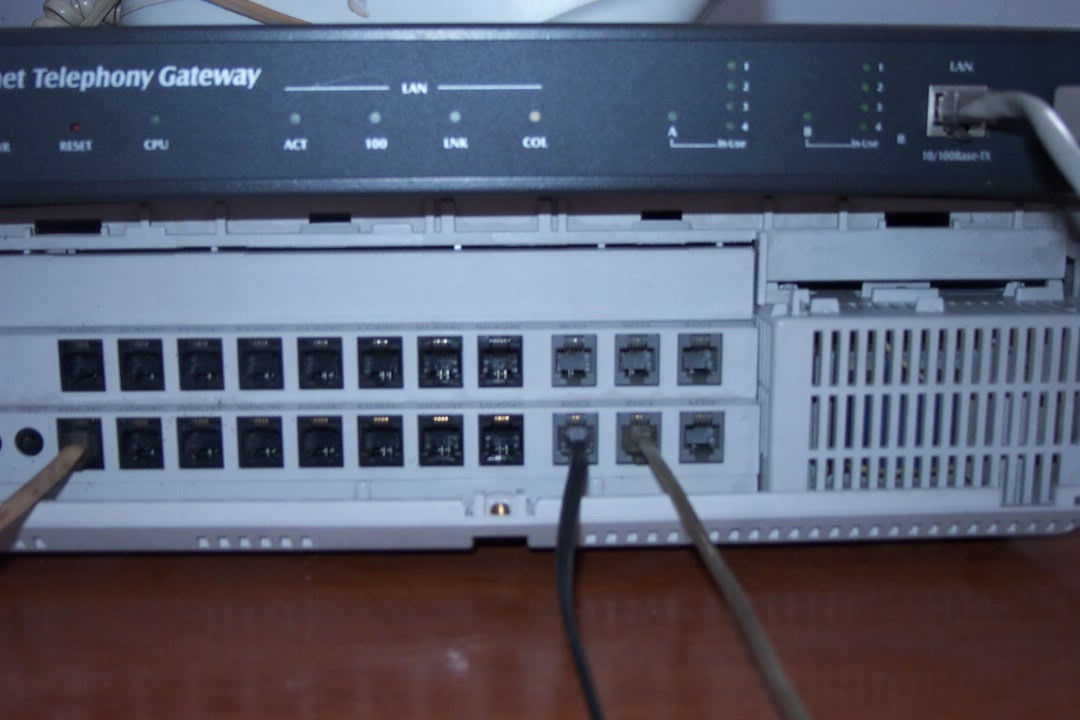 net Telephony Gateway
LAN
WR RESET CPU ACT 100 LNK COL
A In-Use
1
2
3
4
B In-Use
1
2
3
4
B
LAN
10/100Base-TX